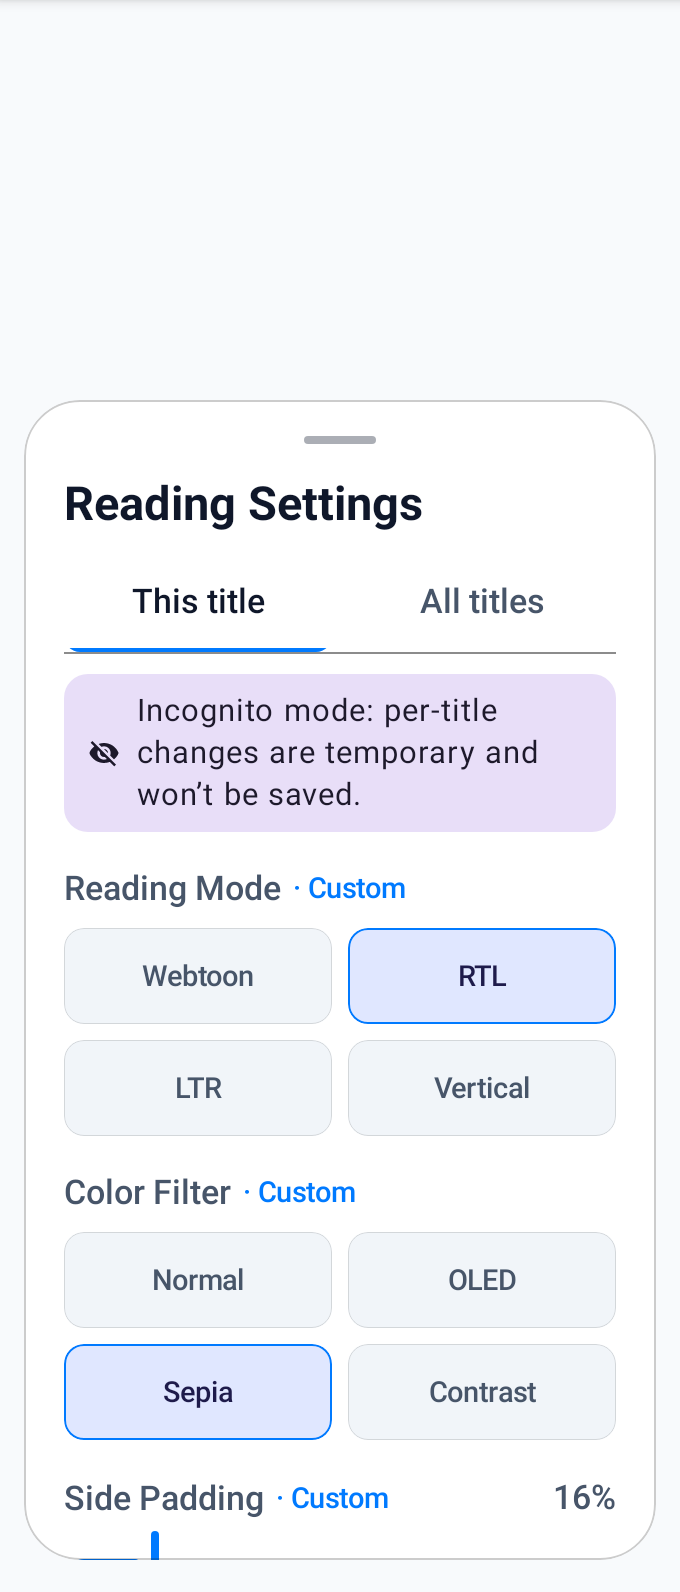 Reading Settings
This title
All titles
Incognito mode: per-title
changes are temporary and
won’t be saved.
Reading Mode · Custom
Webtoon
RTL
LTR
Vertical
Color Filter · Custom
Normal
OLED
Sepia
Contrast
Side Padding · Custom 16%